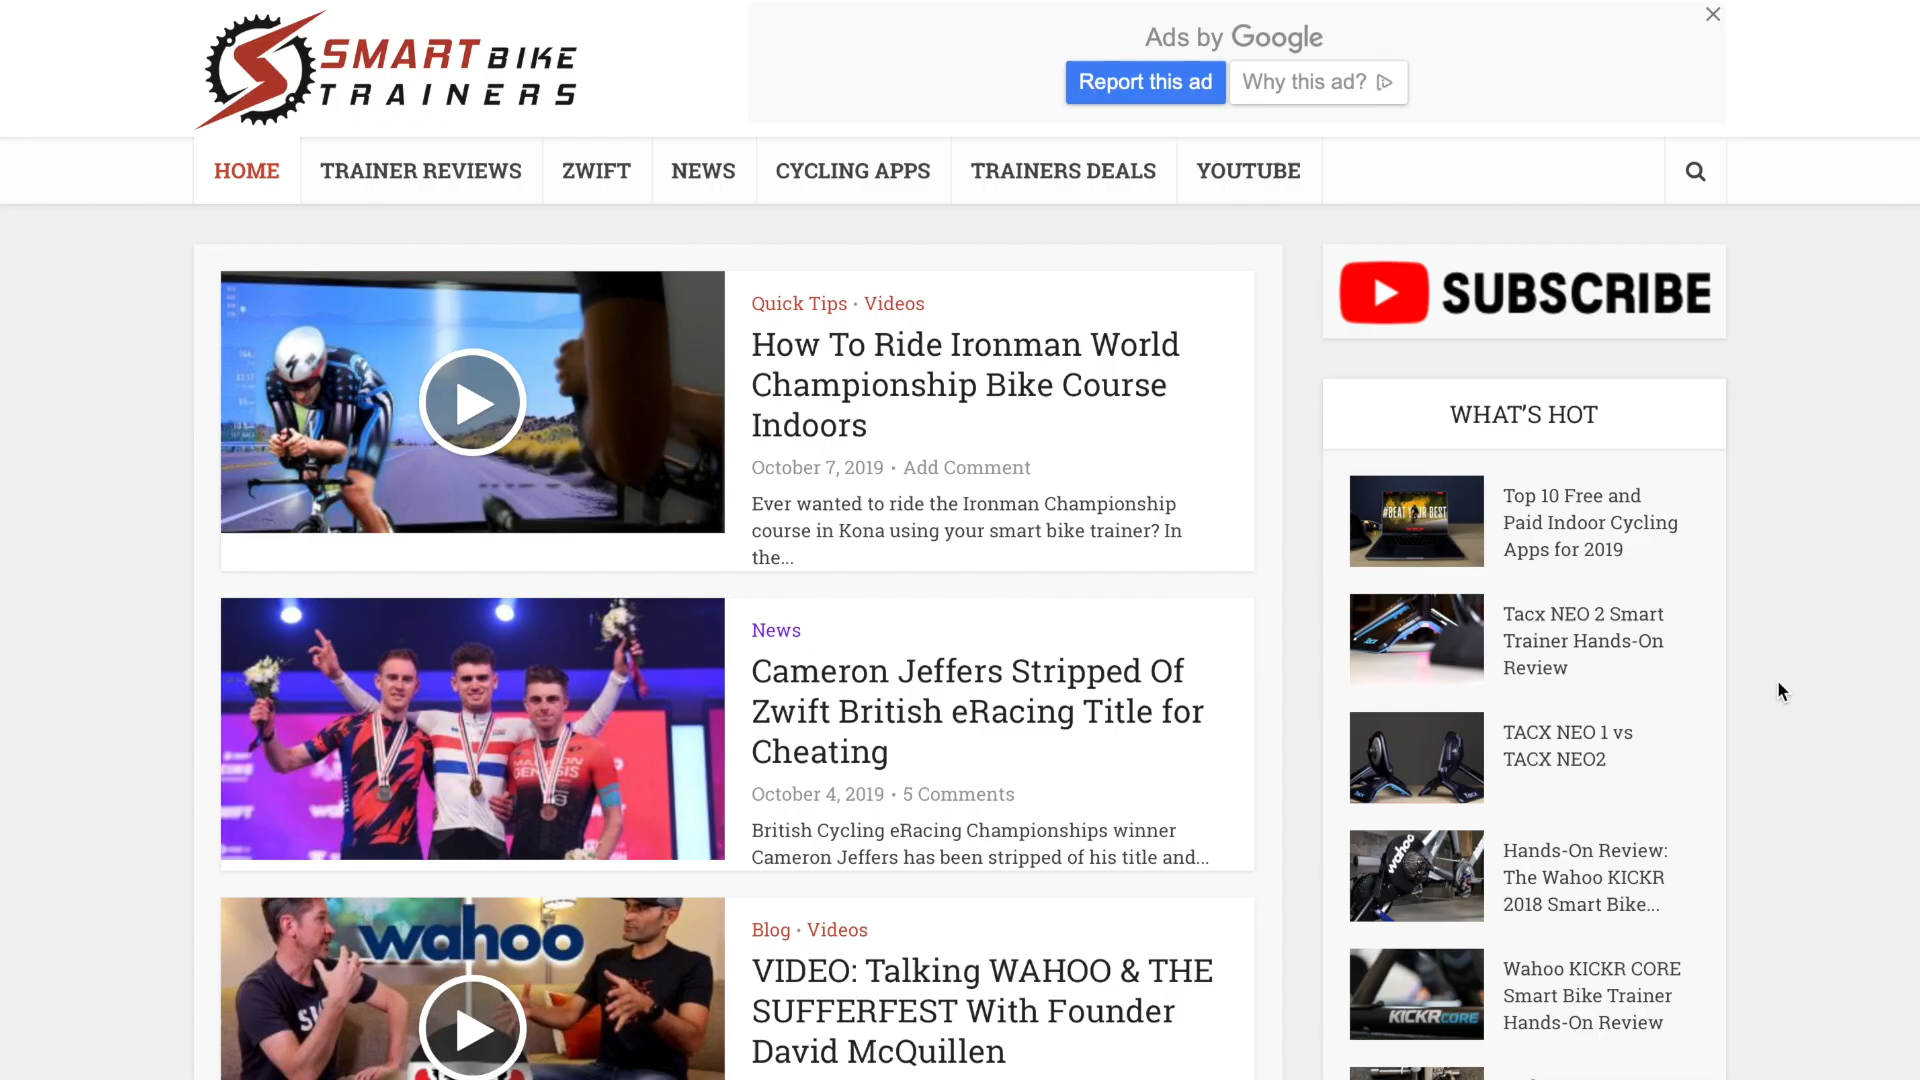 SMART BIKE
TRAINERS
Ads by Google
Report this ad
Why this ad?
HOME
TRAINER REVIEWS
ZWIFT
NEWS
CYCLING APPS
TRAINERS DEALS
YOUTUBE
Quick Tips • Videos
How To Ride Ironman World
Championship Bike Course
Indoors
October 7, 2019 • Add Comment
Ever wanted to ride the Ironman Championship
course in Kona using your smart bike trainer? In
the...
News
Cameron Jeffers Stripped Of
Zwift British eRacing Title for
Cheating
October 4, 2019 • 5 Comments
British Cycling eRacing Championships winner
Cameron Jeffers has been stripped of his title and...
wahoo
Blog • Videos
VIDEO: Talking WAHOO & THE
SUFFERFEST With Founder
David McQuillen
SUBSCRIBE
WHAT'S HOT
Top 10 Free and
Paid Indoor Cycling
Apps for 2019
Tacx NEO 2 Smart
Trainer Hands-On
Review
TACX NEO 1 vs
TACX NEO2
wahoo
Hands-On Review:
The Wahoo KICKR
2018 Smart Bike...
KICKR CORE
Wahoo KICKR CORE
Smart Bike Trainer
Hands-On Review